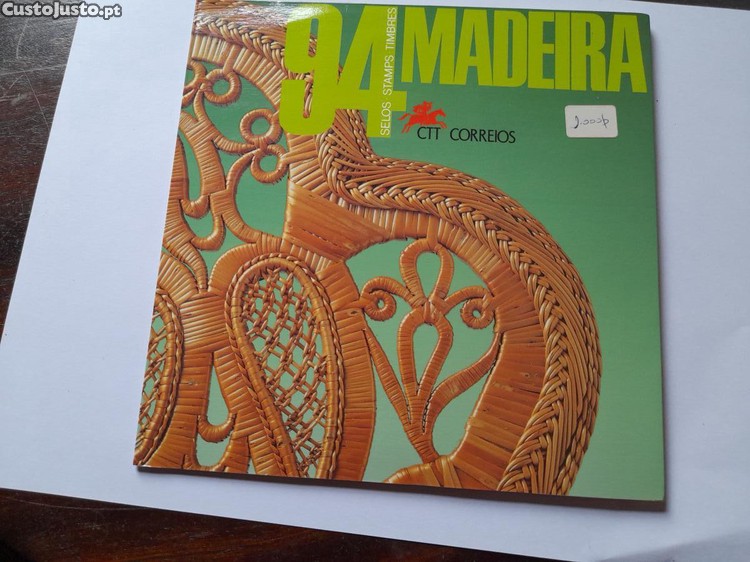 CustoJusto.pt
94 MADEIRA
SELOS STAMPS TIMBRES
CTT CORREIOS